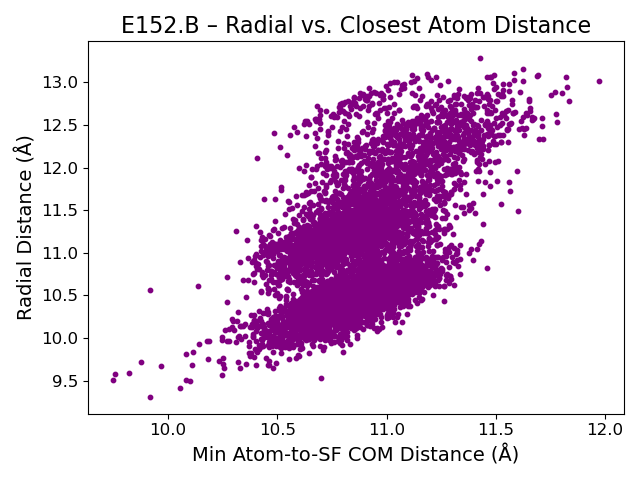 E152.B – Radial vs. Closest Atom Distance
Radial Distance (Å)
13.0
12.5
12.0
11.5
11.0
10.5
10.0
9.5
10.0 10.5 11.0 11.5 12.0
Min Atom-to-SF COM Distance (Å)